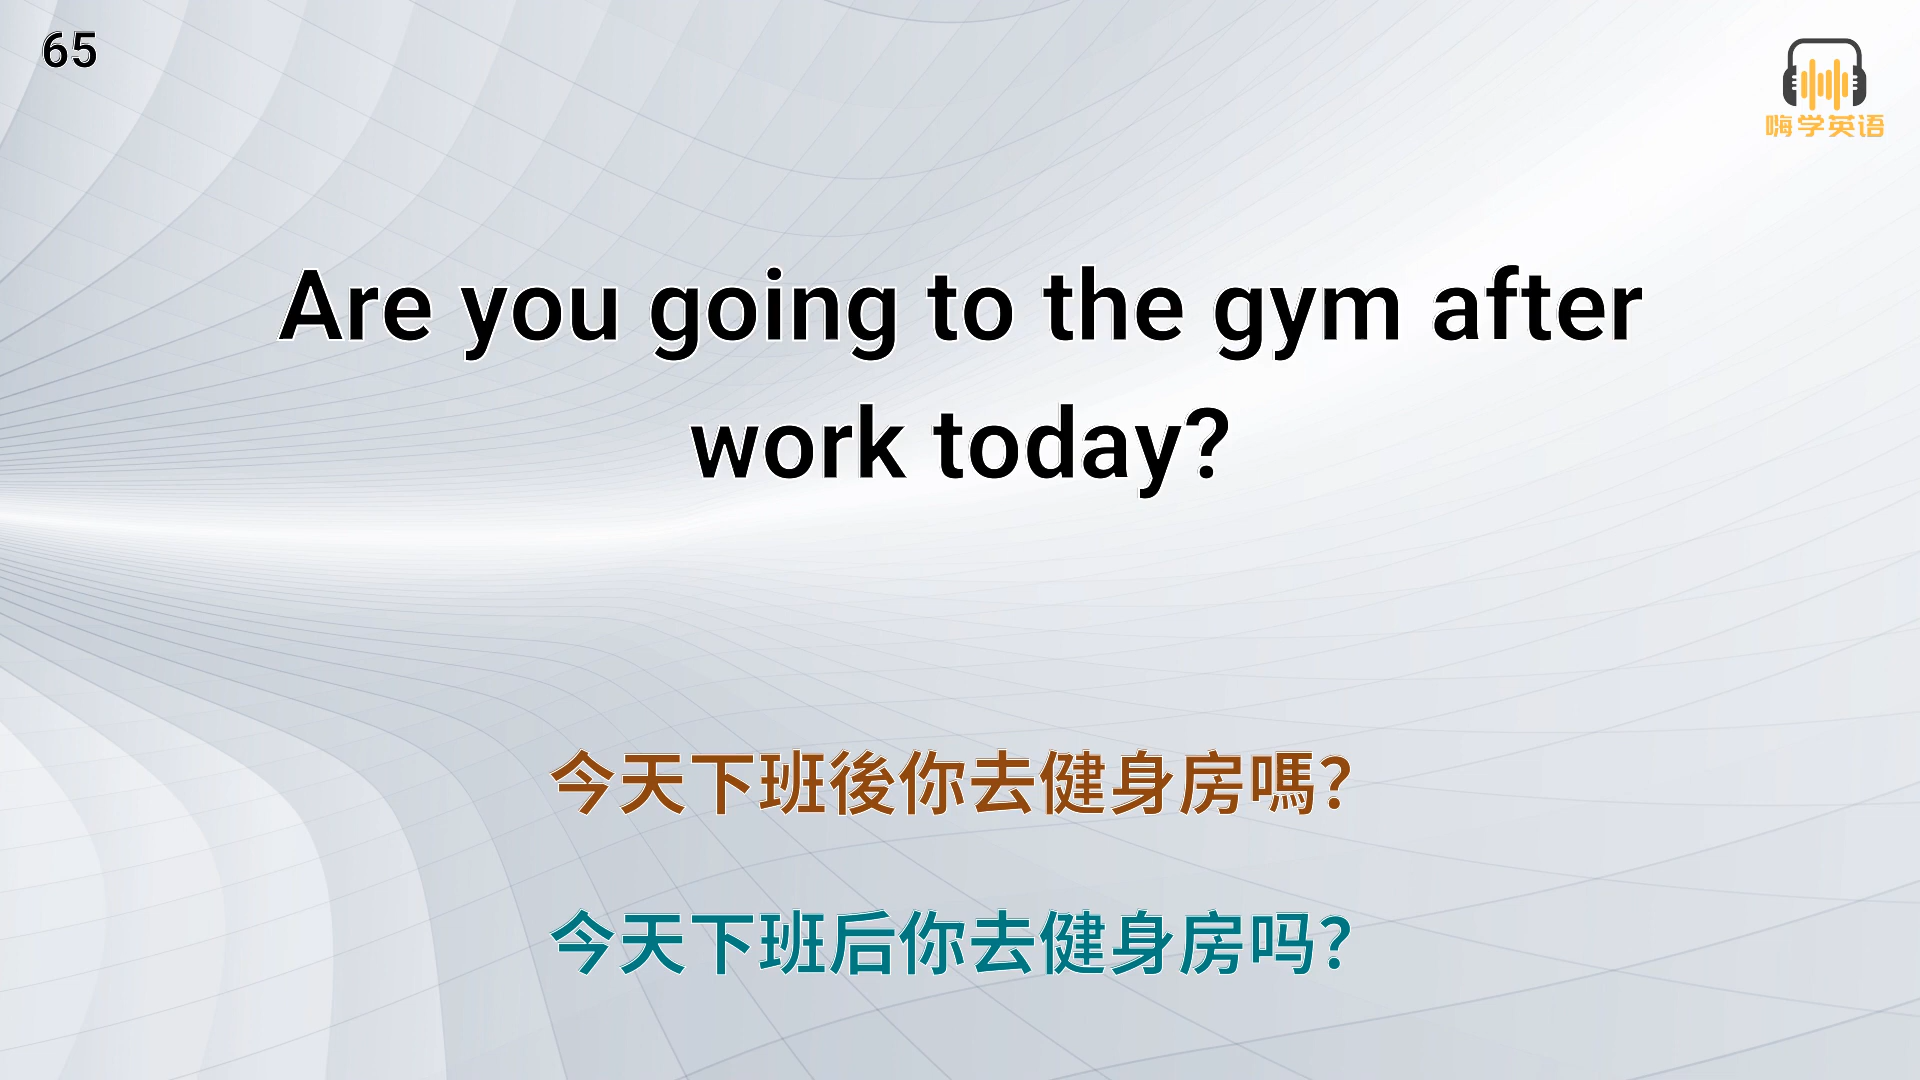 65
嗨学英语
Are you going to the gym after
work today?
今天下班後你去健身房嗎?
今天下班后你去健身房吗?